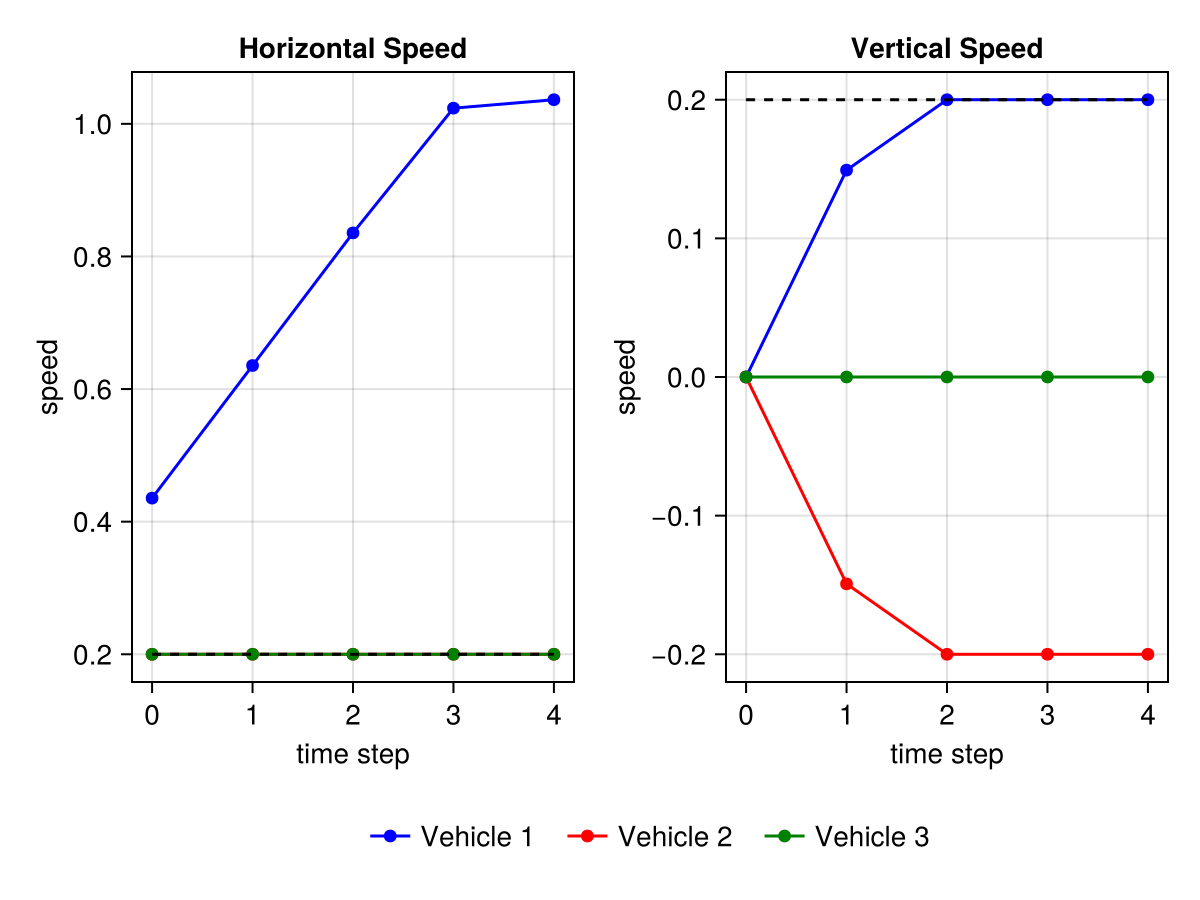 Horizontal Speed
speed
1.0
0.8
0.6
0.4
0.2
0 1 2 3 4
time step
Vertical Speed
speed
0.2
0.1
0.0
−0.1
−0.2
0 1 2 3 4
time step
Vehicle 1 Vehicle 2 Vehicle 3